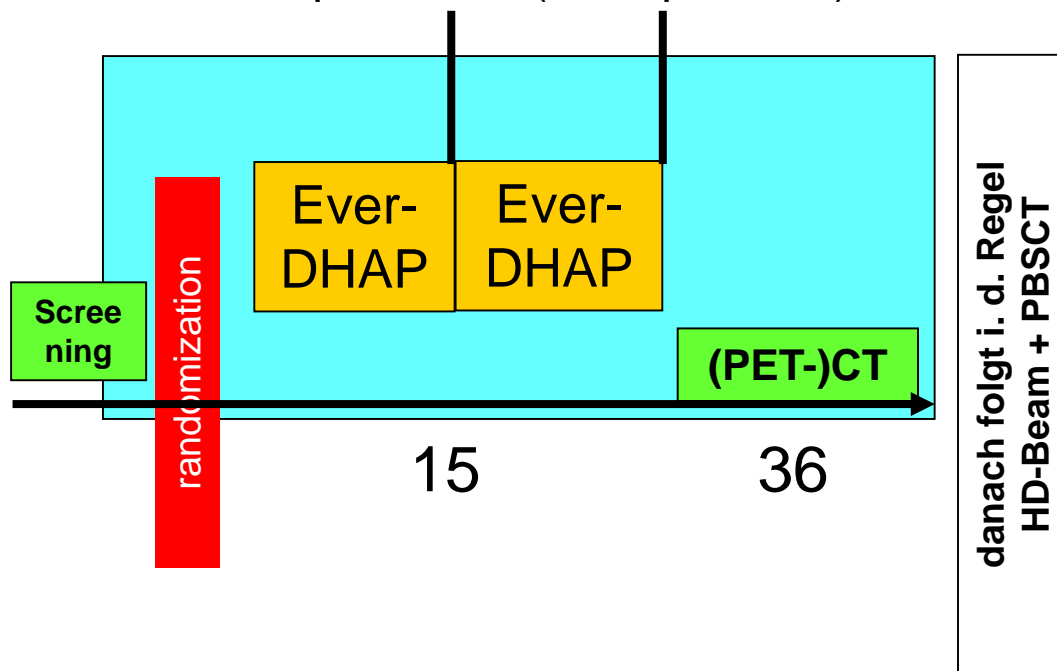 Ever-
DHAP
Ever-
DHAP
Scree
ning
randomization
(PET-)CT
15
36
danach folgt i. d. Regel
HD-Beam + PBSCT